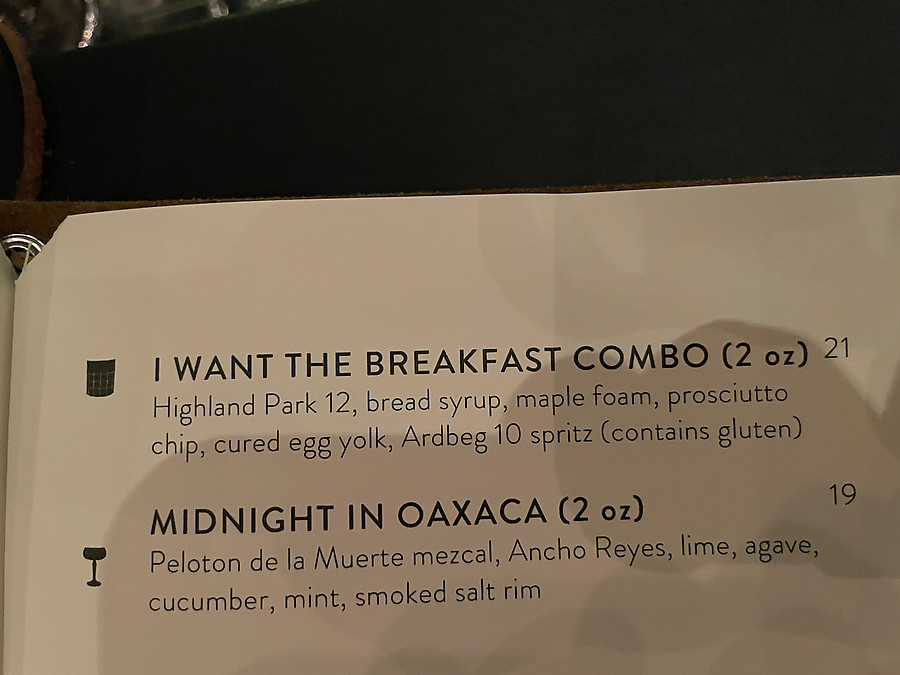 I WANT THE BREAKFAST COMBO (2 oz) 21
Highland Park 12, bread syrup, maple foam, prosciutto
chip, cured egg yolk, Ardbeg 10 spritz (contains gluten)
MIDNIGHT IN OAXACA (2 oz) 19
Peloton de la Muerte mezcal, Ancho Reyes, lime, agave,
cucumber, mint, smoked salt rim